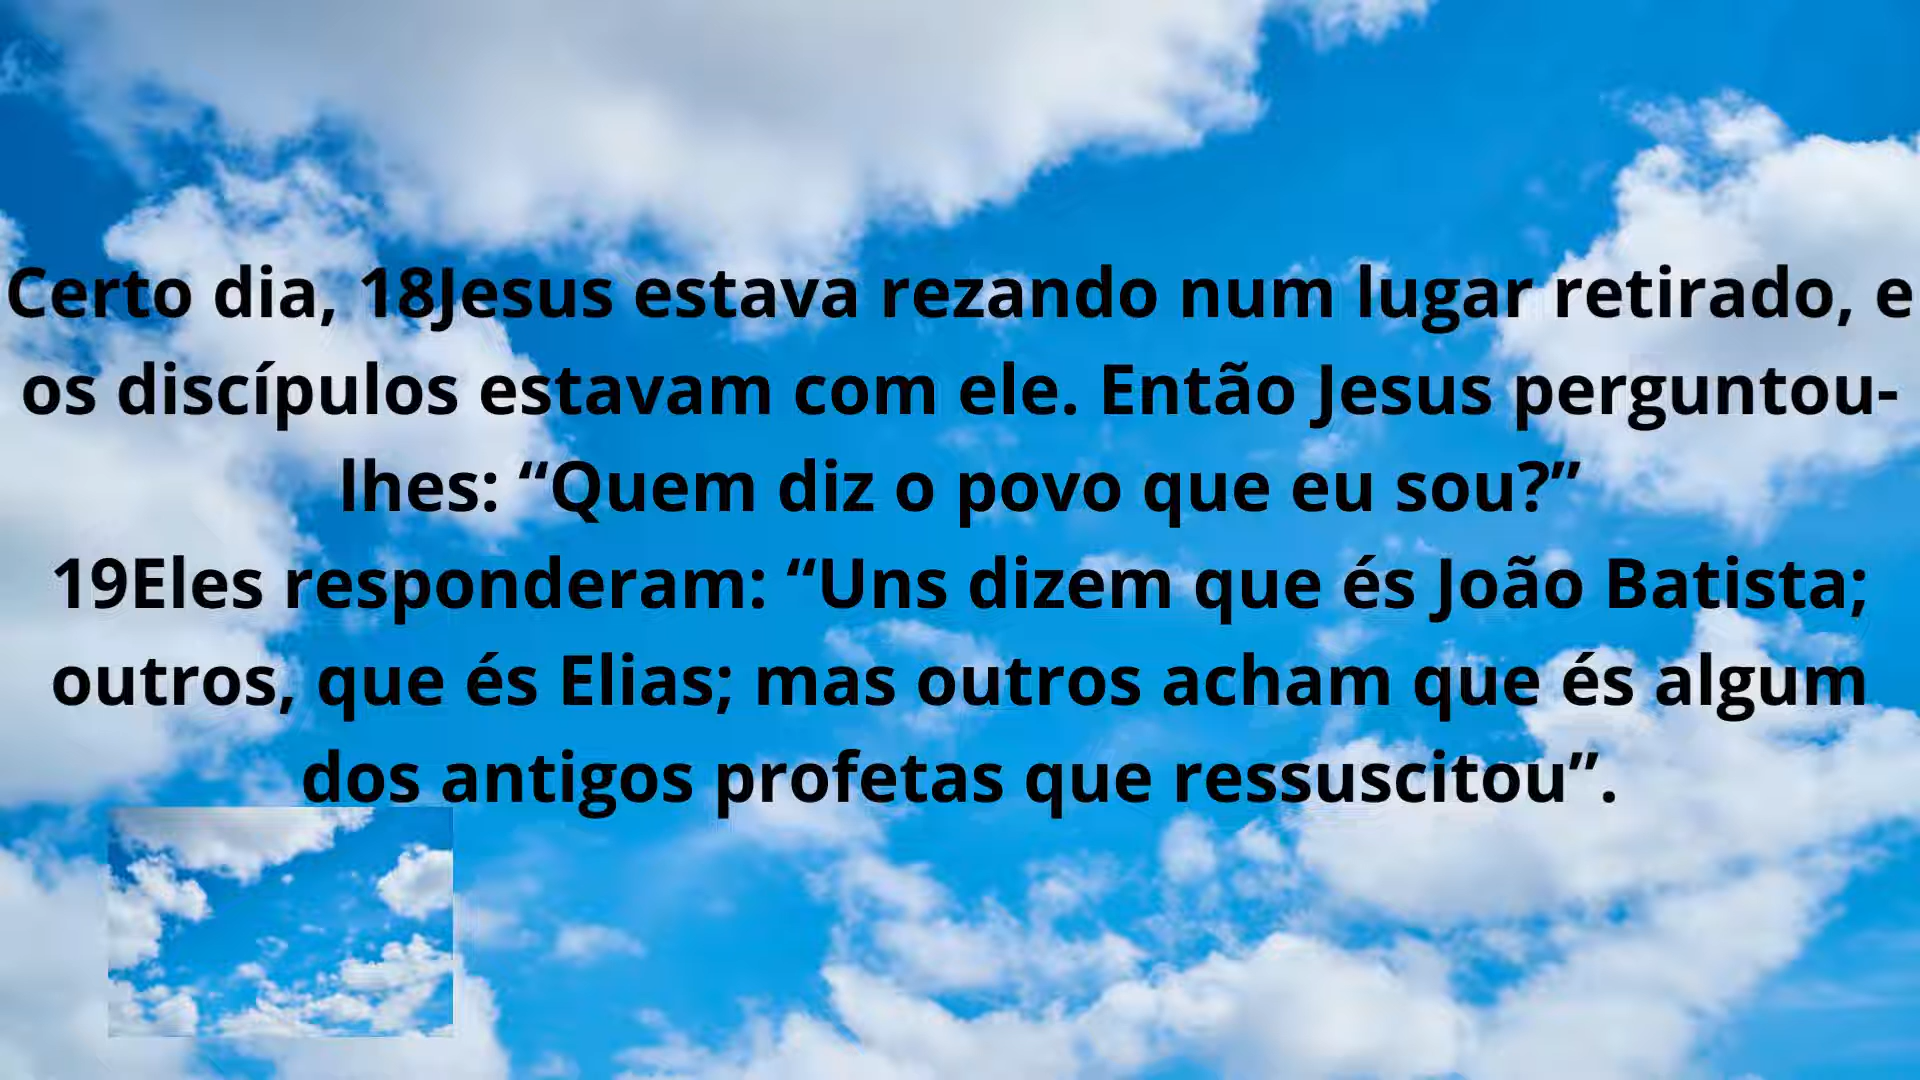 Certo dia, 18Jesus estava rezando num lugar retirado, e
os discípulos estavam com ele. Então Jesus perguntou-
lhes: “Quem diz o povo que eu sou?”
19Eles responderam: “Uns dizem que és João Batista;
outros, que és Elias; mas outros acham que és algum
dos antigos profetas que ressuscitou”.